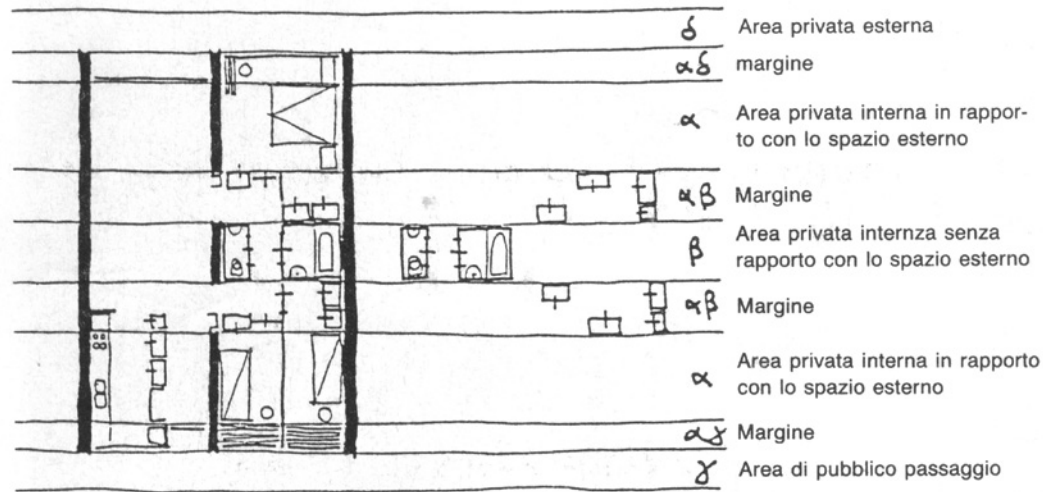 δ Area privata esterna
αδ margine
α Area privata interna in rappor-
to con lo spazio esterno
αβ Margine
β Area privata internza senza
rapporto con lo spazio esterno
αβ Margine
α Area privata interna in rapporto
con lo spazio esterno
αγ Margine
γ Area di pubblico passaggio